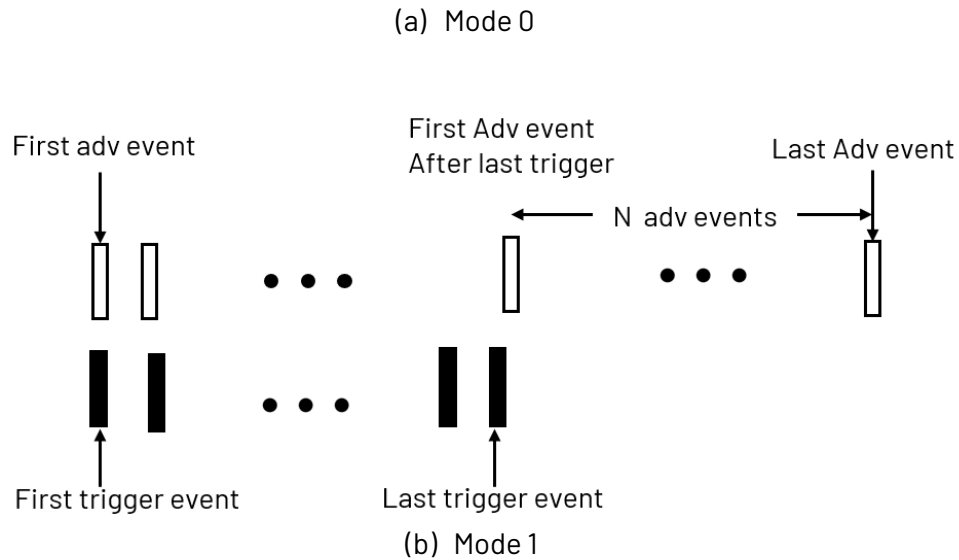 (a) Mode 0
First adv event
First Adv event
After last trigger
Last Adv event
N adv events
First trigger event
Last trigger event
(b) Mode 1